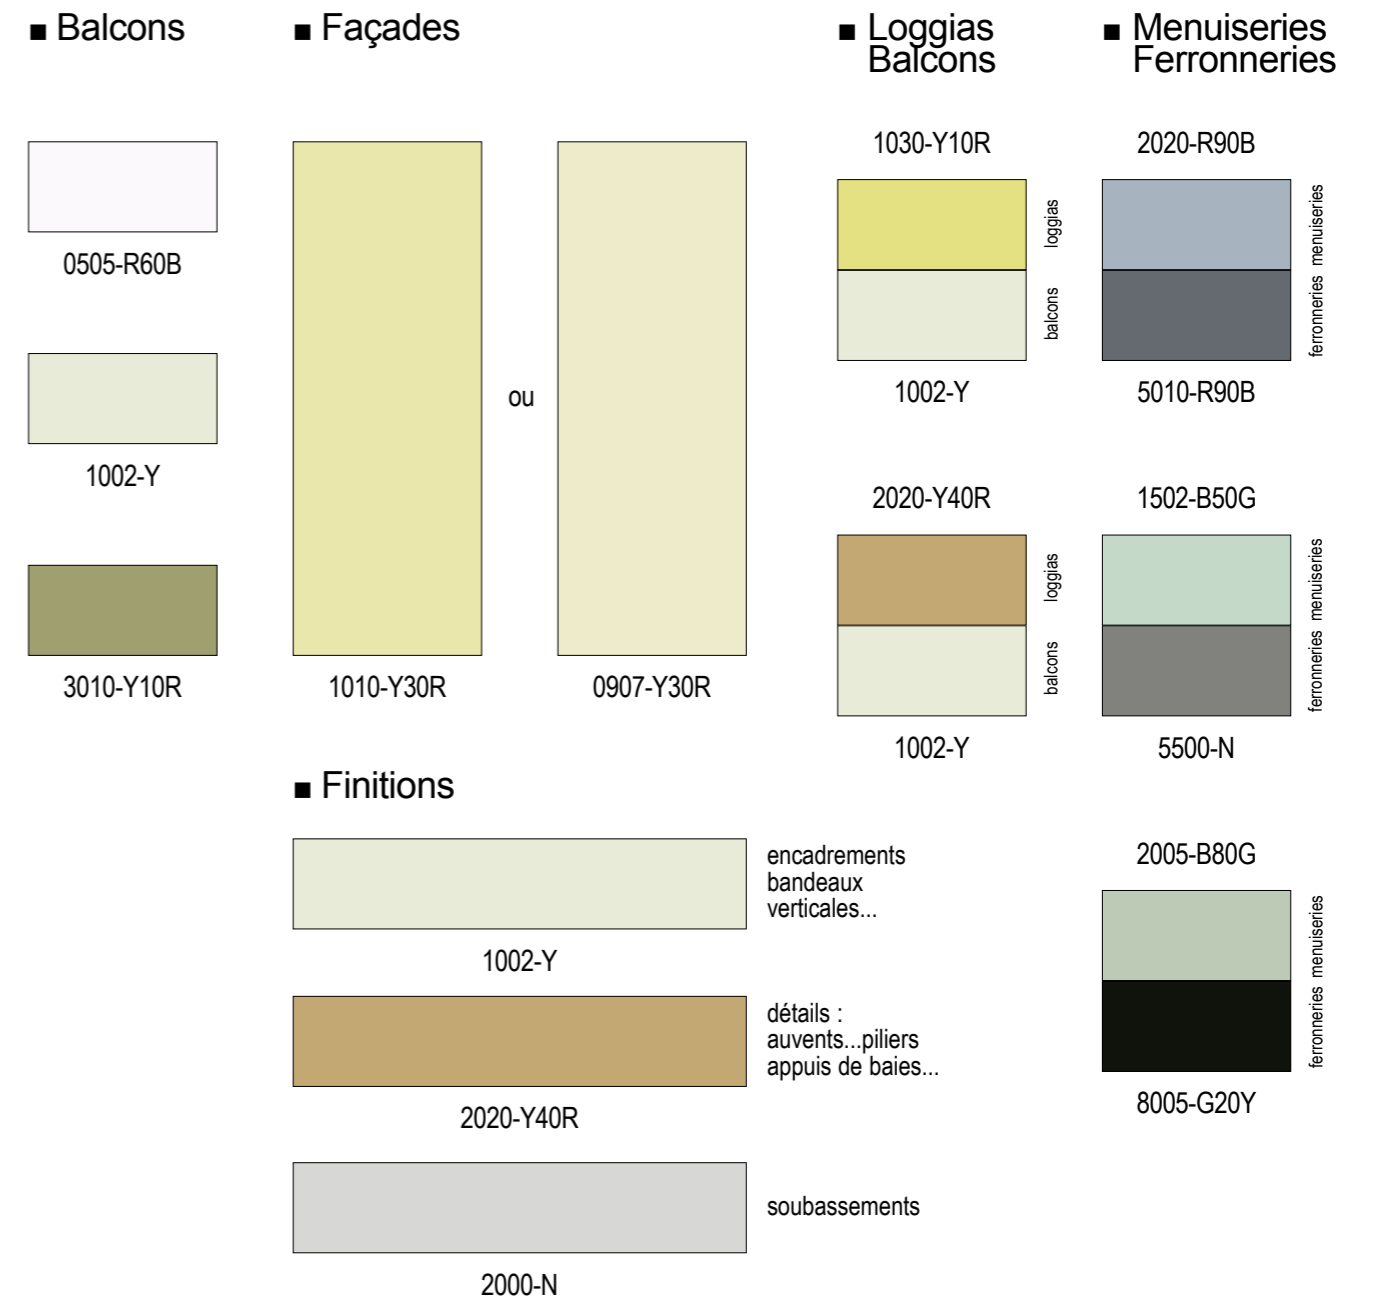 ■ Balcons
0505-R60B
1002-Y
3010-Y10R
■ Façades
ou
1010-Y30R
0907-Y30R
■ Finitions
1002-Y
encadrements
bandeaux
verticales...
2020-Y40R
détails :
auvents...piliers
appuis de baies...
2000-N
soubassements
■ Loggias
Balcons
1030-Y10R
loggias
balcons
1002-Y
2020-Y40R
loggias
balcons
1002-Y
■ Menuiseries
Ferronneries
2020-R90B
menuiseries
ferronneries
5010-R90B
1502-B50G
menuiseries
ferronneries
5500-N
2005-B80G
menuiseries
ferronneries
8005-G20Y